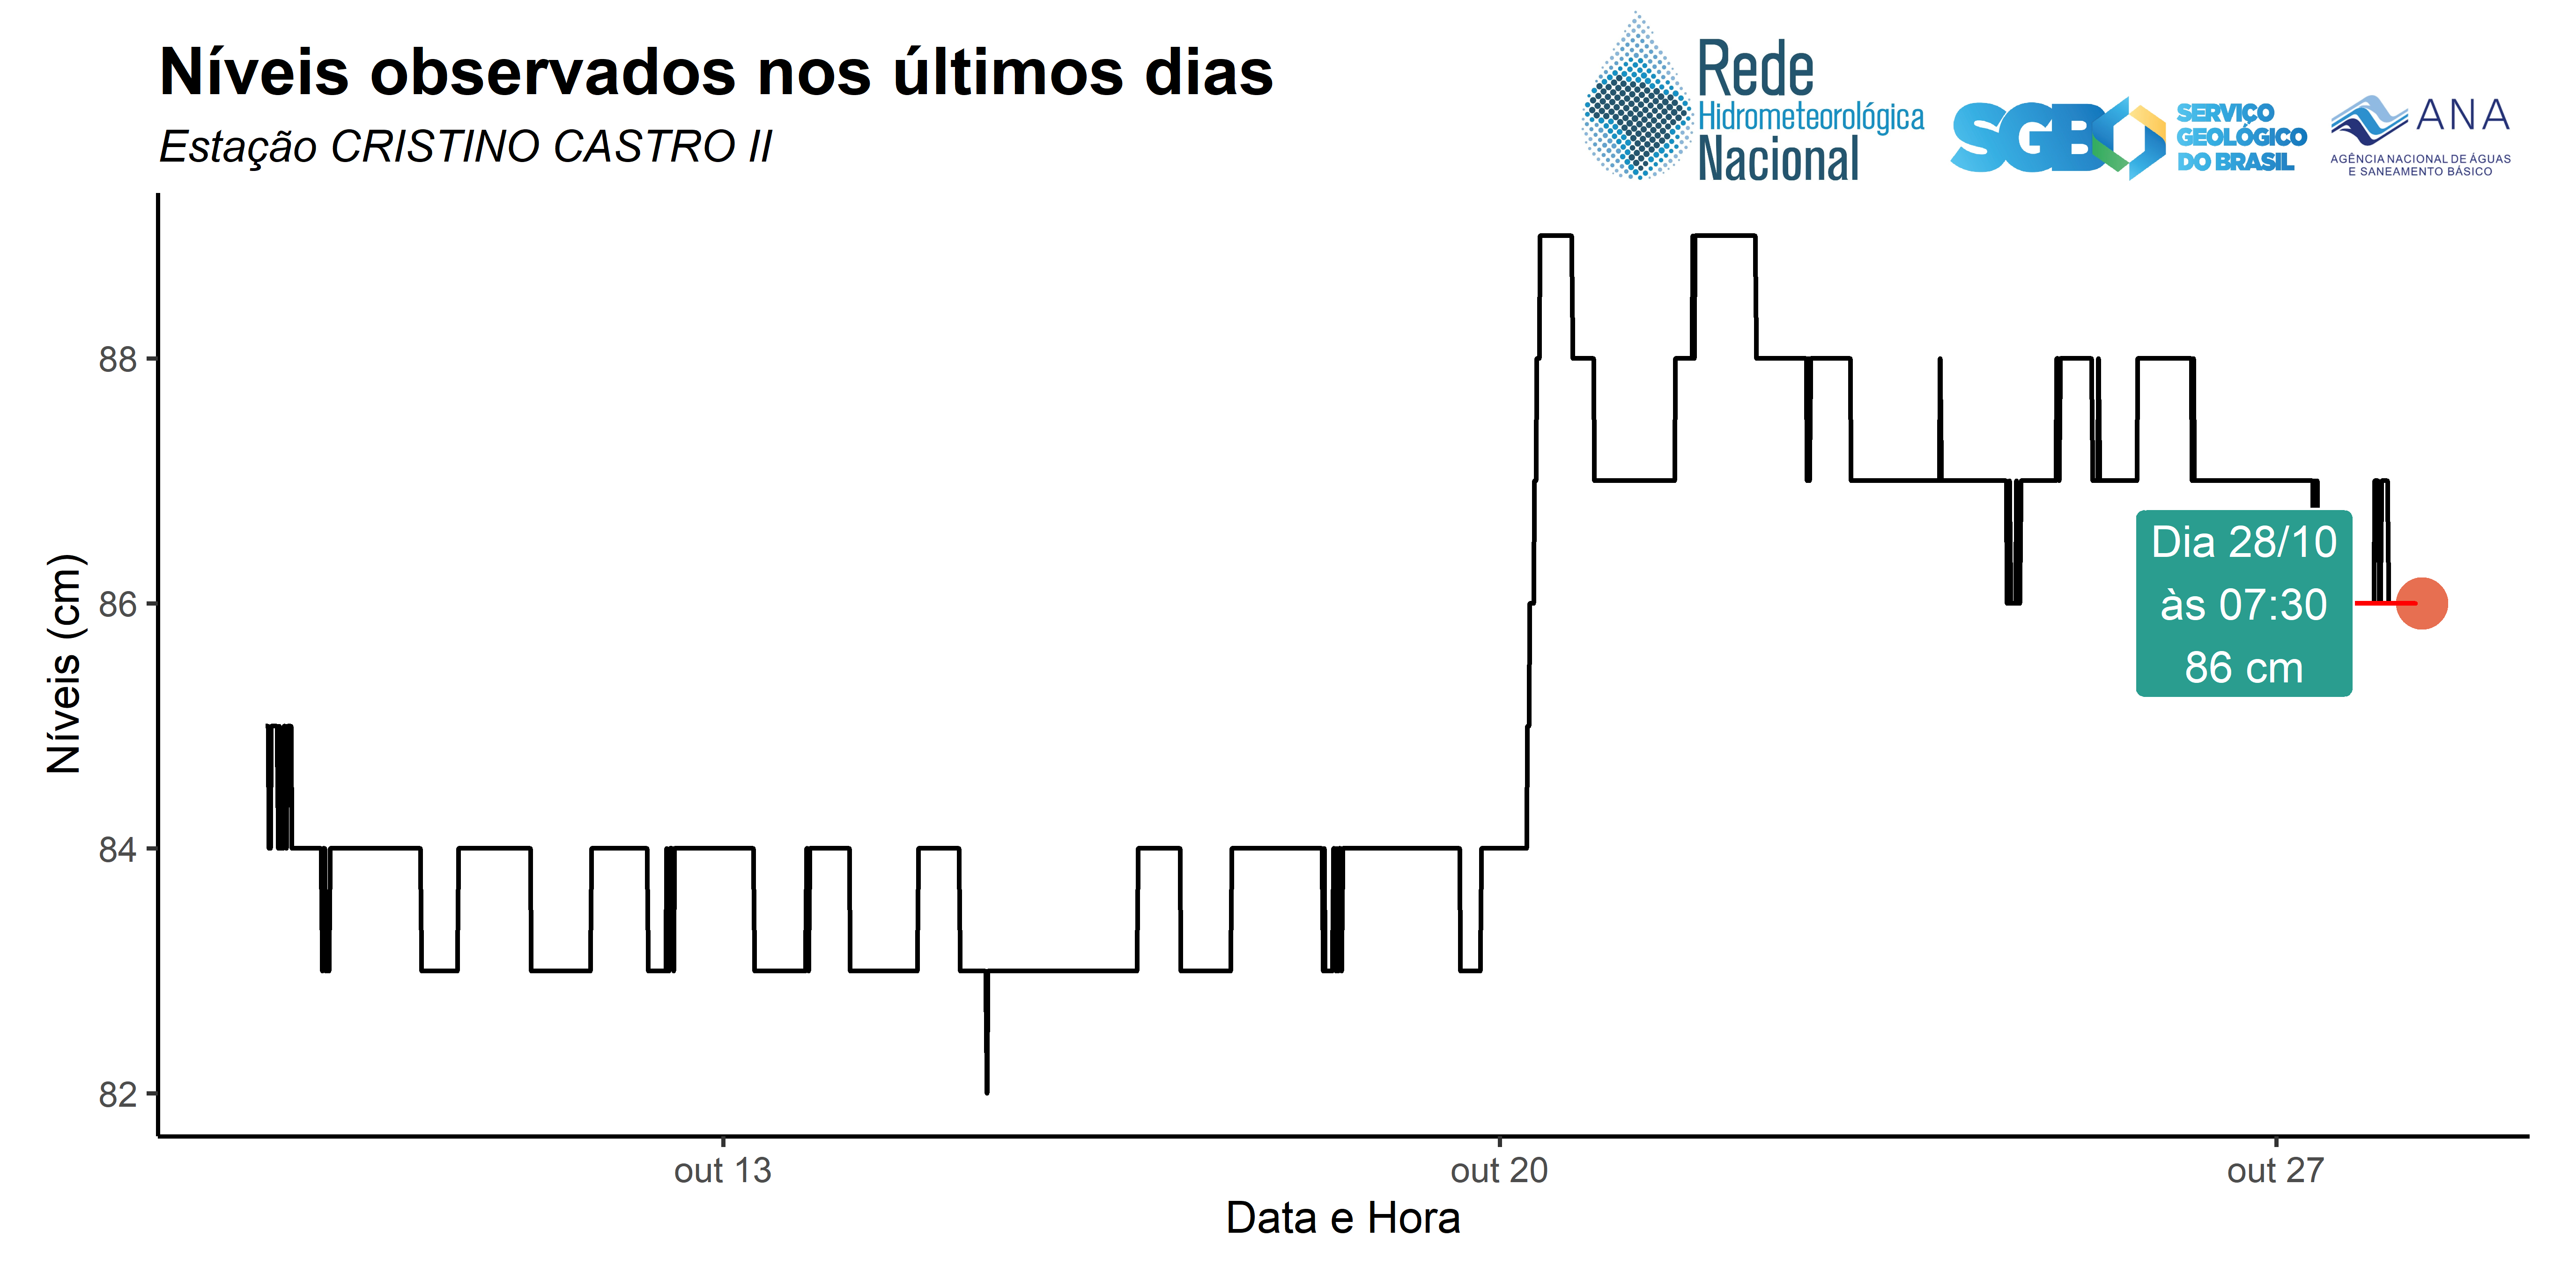 Níveis observados nos últimos dias
Estação CRISTINO CASTRO II
Rede
Hidrometeorológica
Nacional
SGB
SERVIÇO
GEOLÓGICO
DO BRASIL
ANA
AGÊNCIA NACIONAL DE ÁGUAS
E SANEAMENTO BÁSICO
Níveis (cm)
88
86
84
82
Dia 28/10
às 07:30
86 cm
out 13
out 20
out 27
Data e Hora